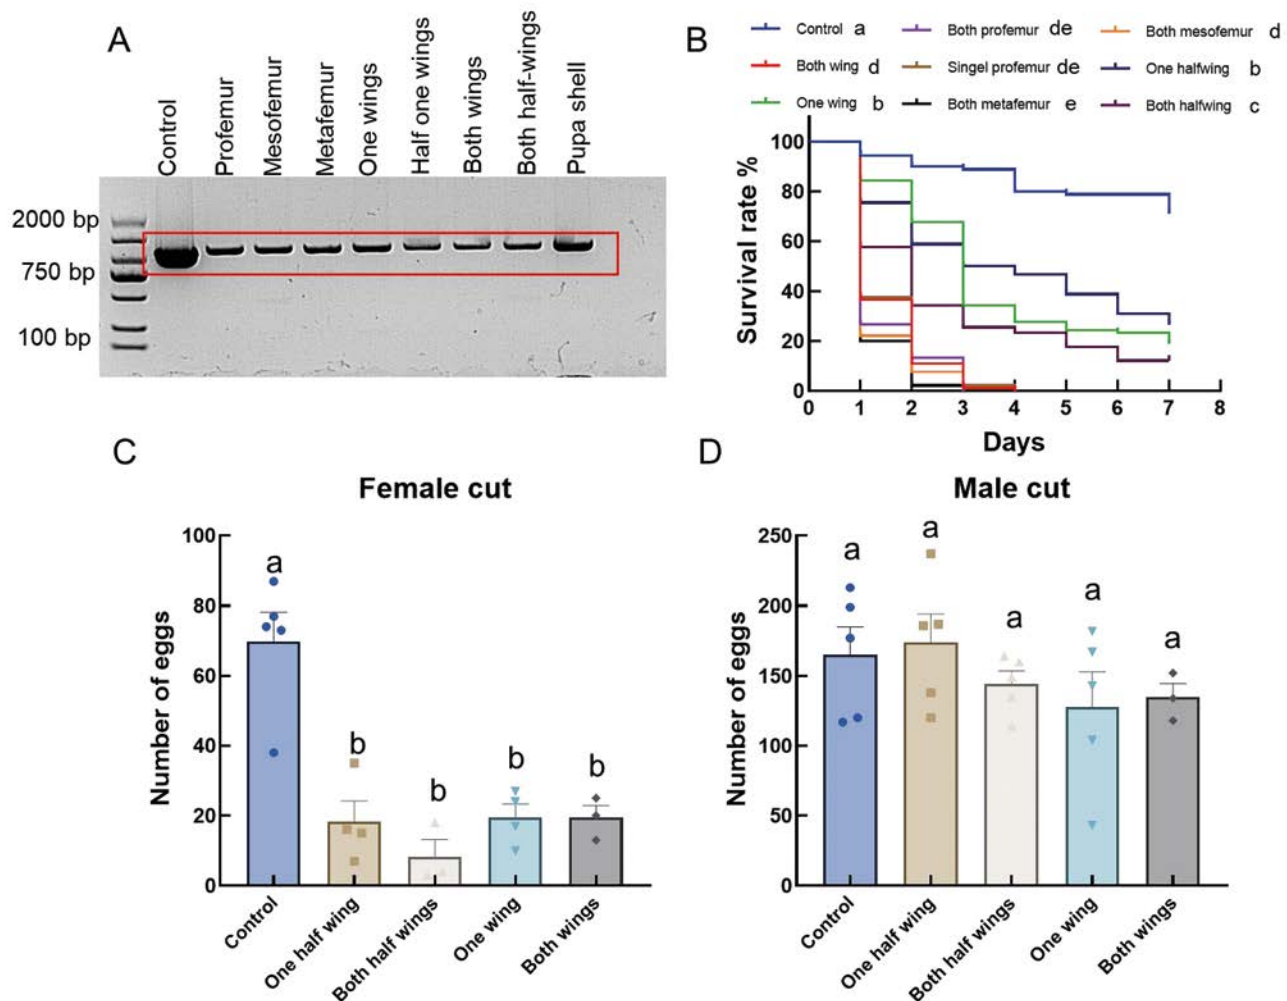 A
Control
Profemur
Mesofemur
Metafemur
One wings
Half one wings
Both wings
Both half-wings
Pupa shell
2000 bp
750 bp
100 bp
B
Control a
Both profemur de
Both mesofemur d
Both wing d
Singel profemur de
One halfwing b
One wing b
Both metafemur e
Both halfwing c
Survival rate %
100
80
60
40
20
0
0 1 2 3 4 5 6 7 8
Days
C
Female cut
Number of eggs
100
80
60
40
20
0
a
b
b
b
b
Control
One half wing
Both half wings
One wing
Both wings
D
Male cut
Number of eggs
250
200
150
100
50
0
a
a
a
a
a
Control
One half wing
Both half wings
One wing
Both wings